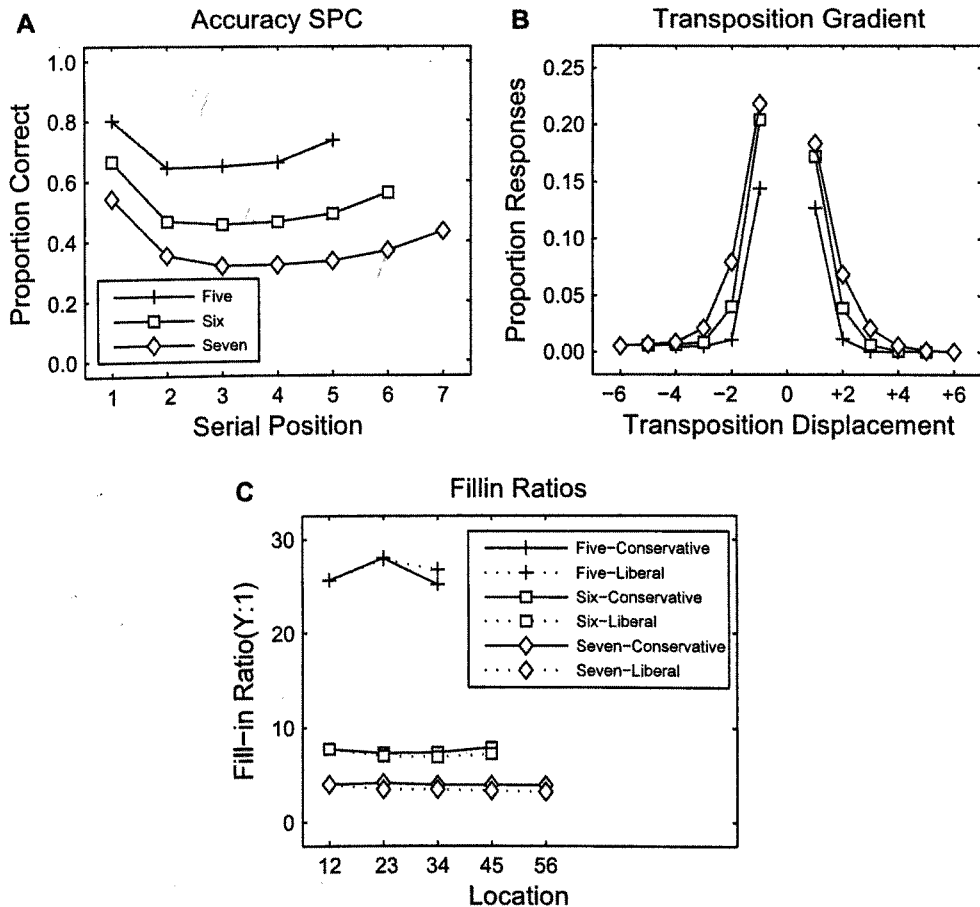 A
Accuracy SPC
Proportion Correct
1.0
0.8
0.6
0.4
0.2
0.0
Five
Six
Seven
1 2 3 4 5 6 7
Serial Position
B
Transposition Gradient
Proportion Responses
0.25
0.20
0.15
0.10
0.05
0.00
−6 −4 −2 0 +2 +4 +6
Transposition Displacement
C
Fillin Ratios
Fill−in Ratio(Y:1)
30
20
10
0
Five−Conservative
Five−Liberal
Six−Conservative
Six−Liberal
Seven−Conservative
Seven−Liberal
12 23 34 45 56
Location